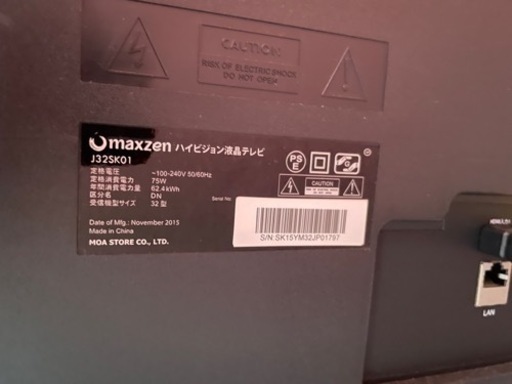 CAUTION
RISK OF ELECTRIC SHOCK
DO NOT OPEN
maxzen ハイビジョン液晶テレビ
J32SK01
定格電圧 ~100-240V 50/60Hz
定格消費電力 75W
年間消費電力量 62.4kWh
区分名 DN
受信機型サイズ 32 型
PS
E
CAUTION
Serial No:
Date of Mfg : November 2015
Made in China
MOA STORE CO., LTD.
S/N SK15YM32JP01797
LAN